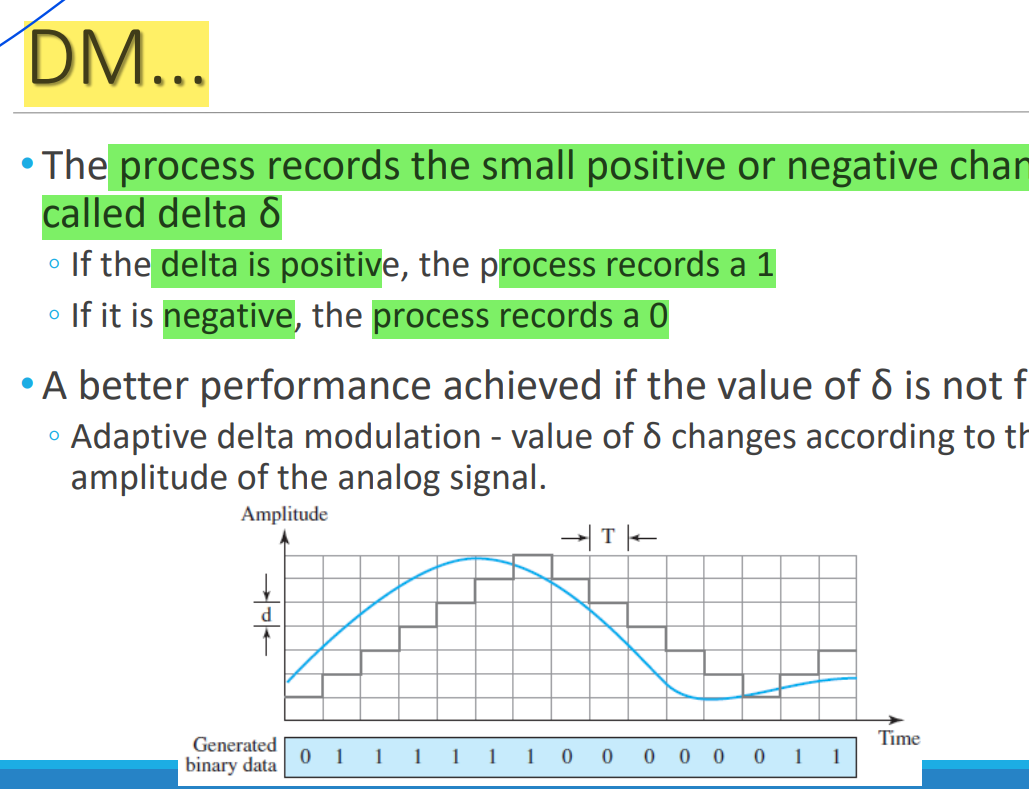 DM...
• The process records the small positive or negative
called delta δ
◦ If the delta is positive, the process records a 1
◦ If it is negative, the process records a 0
• A better performance achieved if the value of δ is not
◦ Adaptive delta modulation - value of δ changes according to
amplitude of the analog signal.
Amplitude
T
d
Time
Generated
binary data
0 1 1 1 1 1 1 0 0 0 0 0 0 1 1